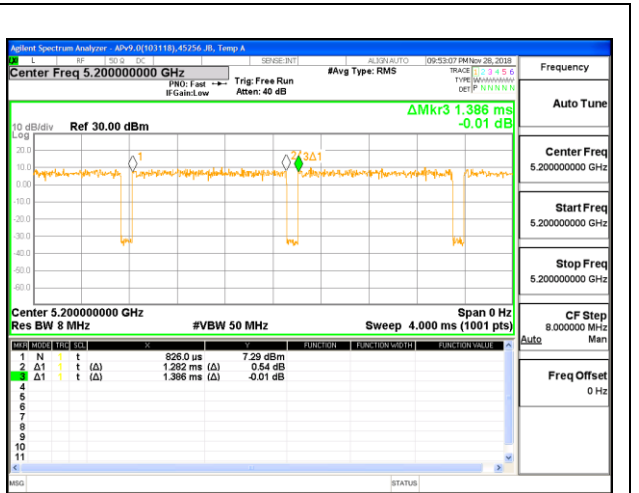 Agilent Spectrum Analyzer - APv9.0(103118),45256 JB, Temp A
L RF 50 Ω DC SENSE:INT ALIGN AUTO 09:53:07 PM Nov 28, 2018
Center Freq 5.200000000 GHz #Avg Type: RMS TRACE 1 2 3 4 5 6
PNO: Fast Trig: Free Run TYPE
IFGain:Low Atten: 40 dB DET P N N N N N
Frequency
Auto Tune
ΔMkr3 1.386 ms
-0.01 dB
10 dB/div Ref 30.00 dBm
Log
20.0
10.0
0.00
-10.0
-20.0
-30.0
-40.0
-50.0
-60.0
1 2 3Δ1
Center Freq
5.200000000 GHz
Start Freq
5.200000000 GHz
Stop Freq
5.200000000 GHz
CF Step
8.000000 MHz
Auto Man
Freq Offset
0 Hz
Center 5.200000000 GHz Span 0 Hz
Res BW 8 MHz #VBW 50 MHz Sweep 4.000 ms (1001 pts)
MKR MODE TRC SCL X Y FUNCTION FUNCTION WIDTH FUNCTION VALUE
1 N 1 t 826.0 µs 7.29 dBm
2 Δ1 1 t (Δ) 1.282 ms (Δ) 0.54 dB
3 Δ1 1 t (Δ) 1.386 ms (Δ) -0.01 dB
4
5
6
7
8
9
10
11
MSG STATUS